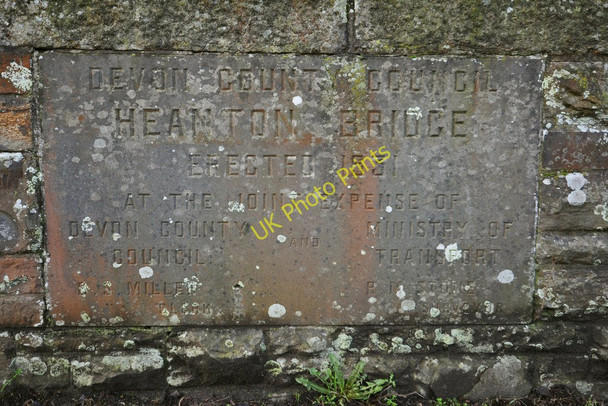 DEVON COUNTY COUNCIL
HEANTON BRIDGE
ERECTED
AT THE JOINT EXPENSE OF
DEVON COUNTY AND MINISTRY OF
COUNCIL TRANSPORT
UK Photo Prints